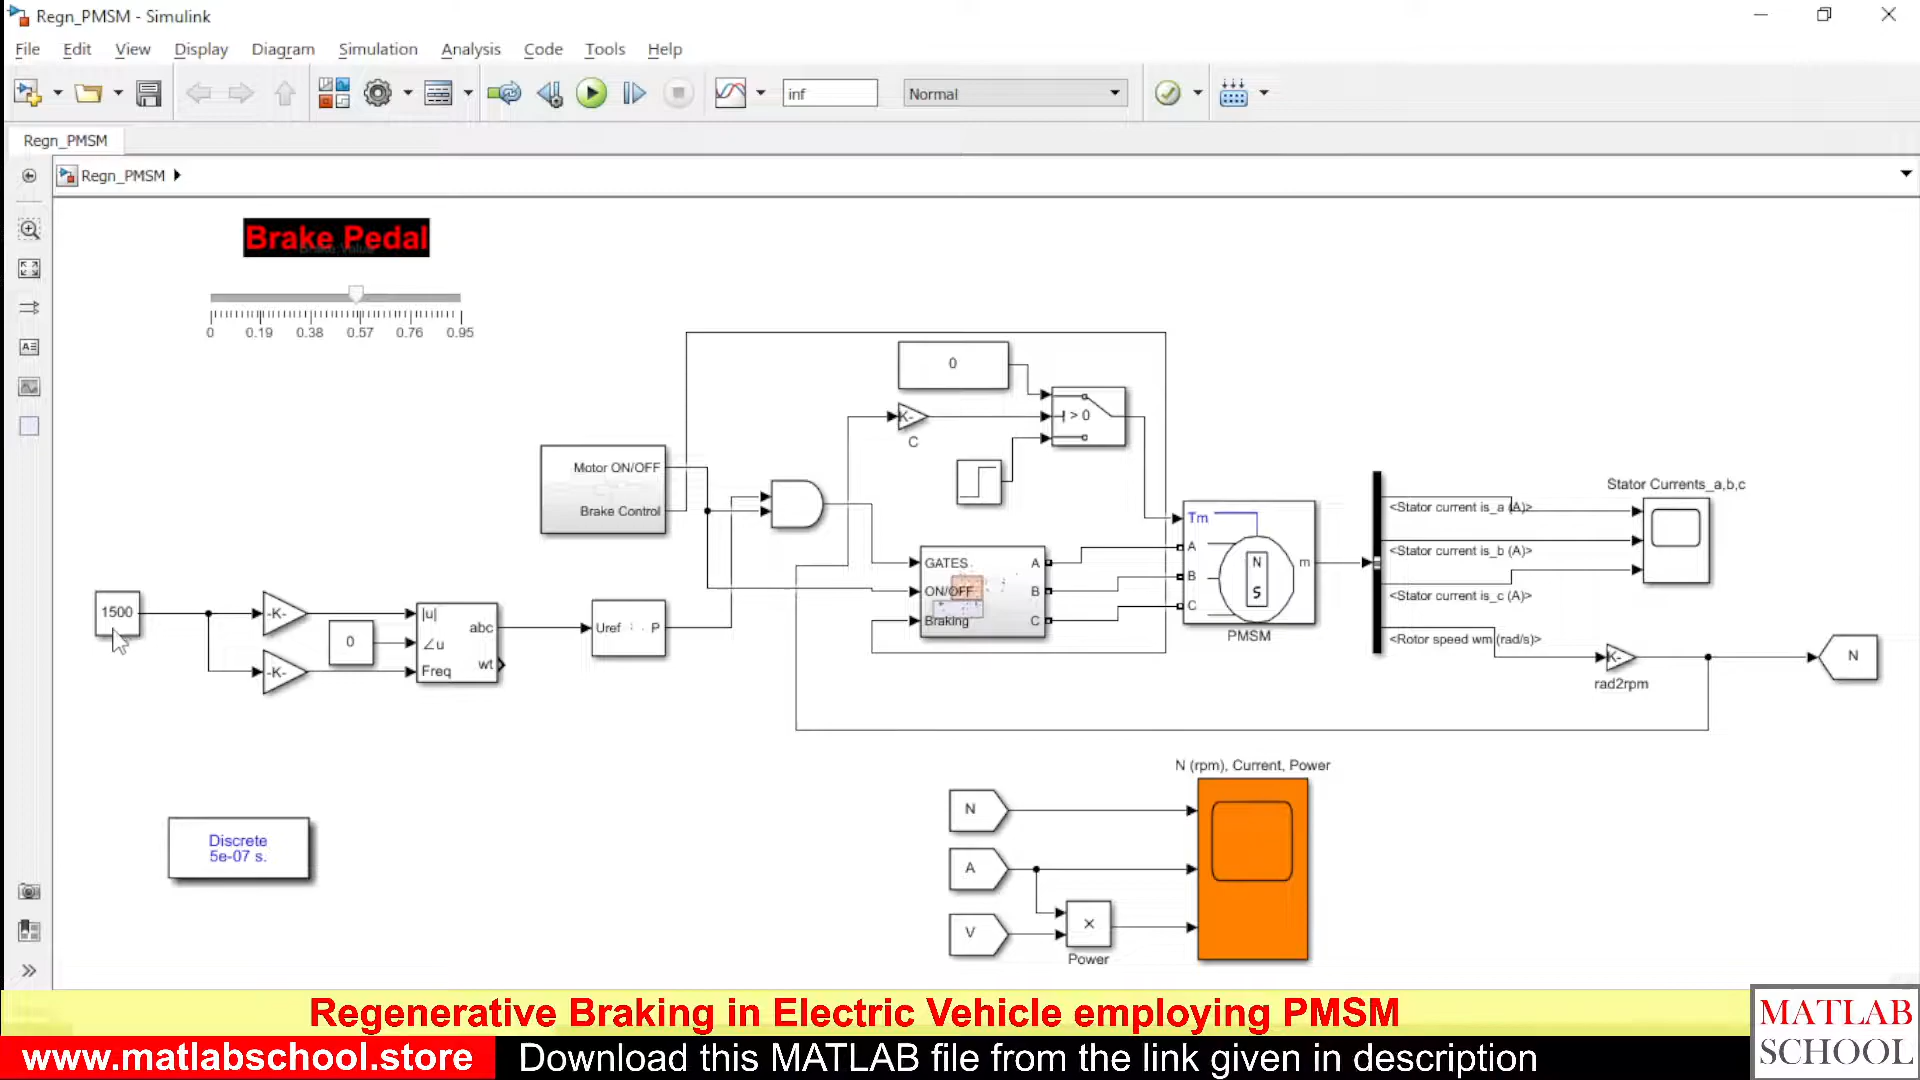 Regn_PMSM - Simulink
File Edit View Display Diagram Simulation Analysis Code Tools Help
inf
Normal
Regn_PMSM
Regn_PMSM
Brake Pedal
0 0.19 0.38 0.57 0.76 0.95
0
K-
> 0
C
Motor ON/OFF
Brake Control
Tm
A
B
C
N
S
m
PMSM
GATES
ON/OFF
Braking
A
B
C
1500
-K-
-K-
0
|u|
∠u
Freq
abc
wt
Uref
P
<Stator current is_a (A)>
<Stator current is_b (A)>
<Stator current is_c (A)>
<Rotor speed wm (rad/s)>
Stator Currents_a,b,c
K-
rad2rpm
N
Discrete
5e-07 s.
N (rpm), Current, Power
N
A
V
×
Power
Regenerative Braking in Electric Vehicle employing PMSM
www.matlabschool.store
Download this MATLAB file from the link given in description
MATLAB
SCHOOL